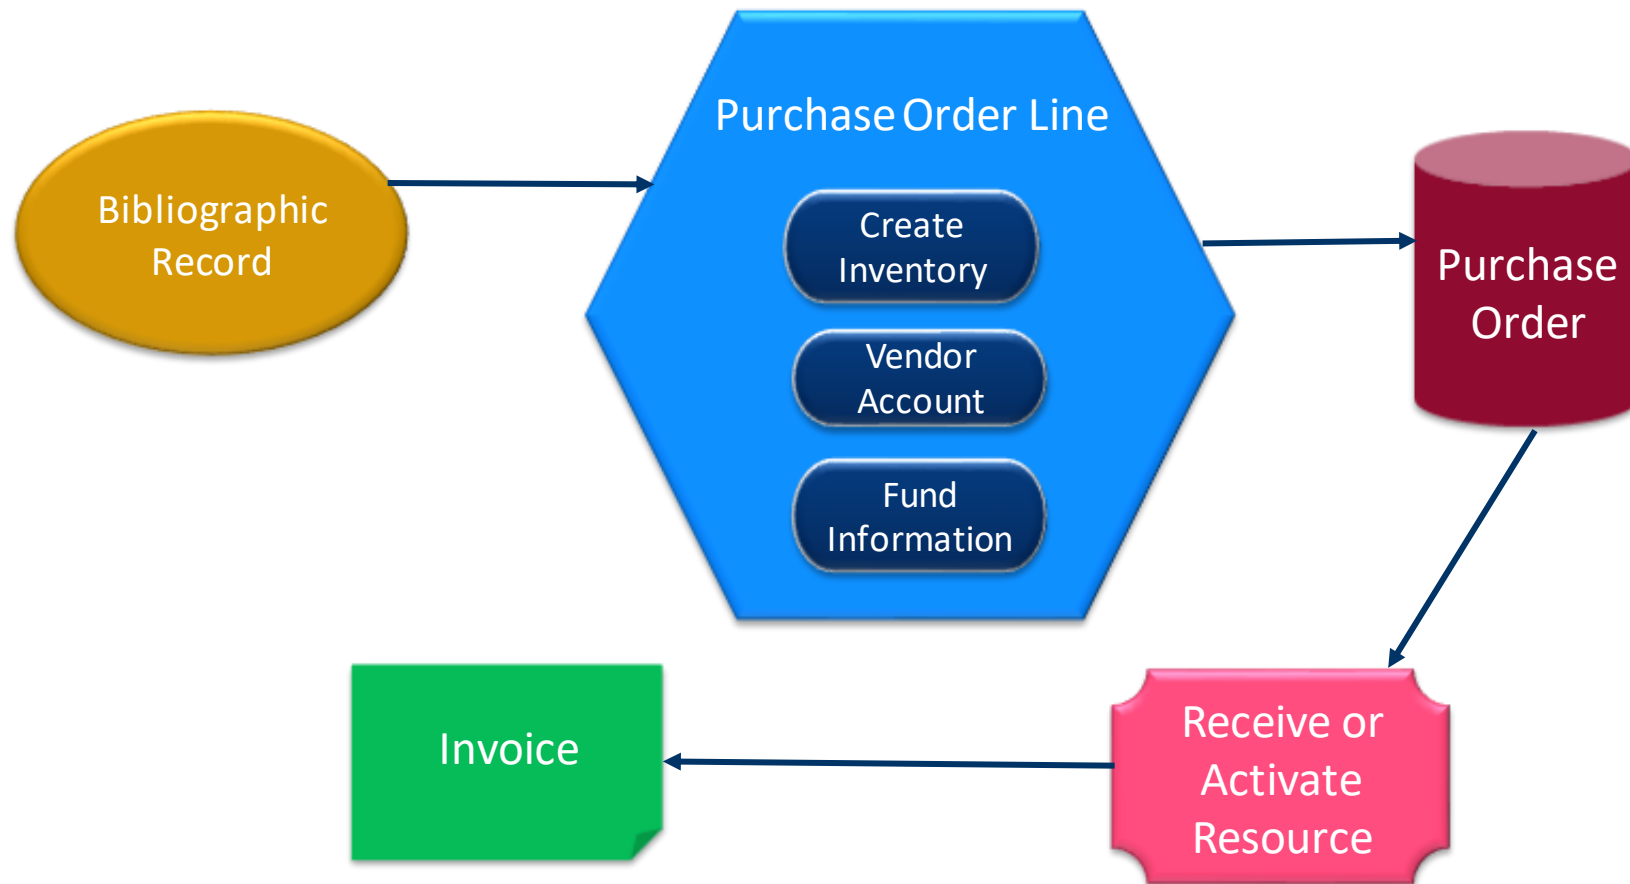 Bibliographic
Record
Purchase Order Line
Create
Inventory
Vendor
Account
Fund
Information
Purchase
Order
Receive or
Activate
Resource
Invoice